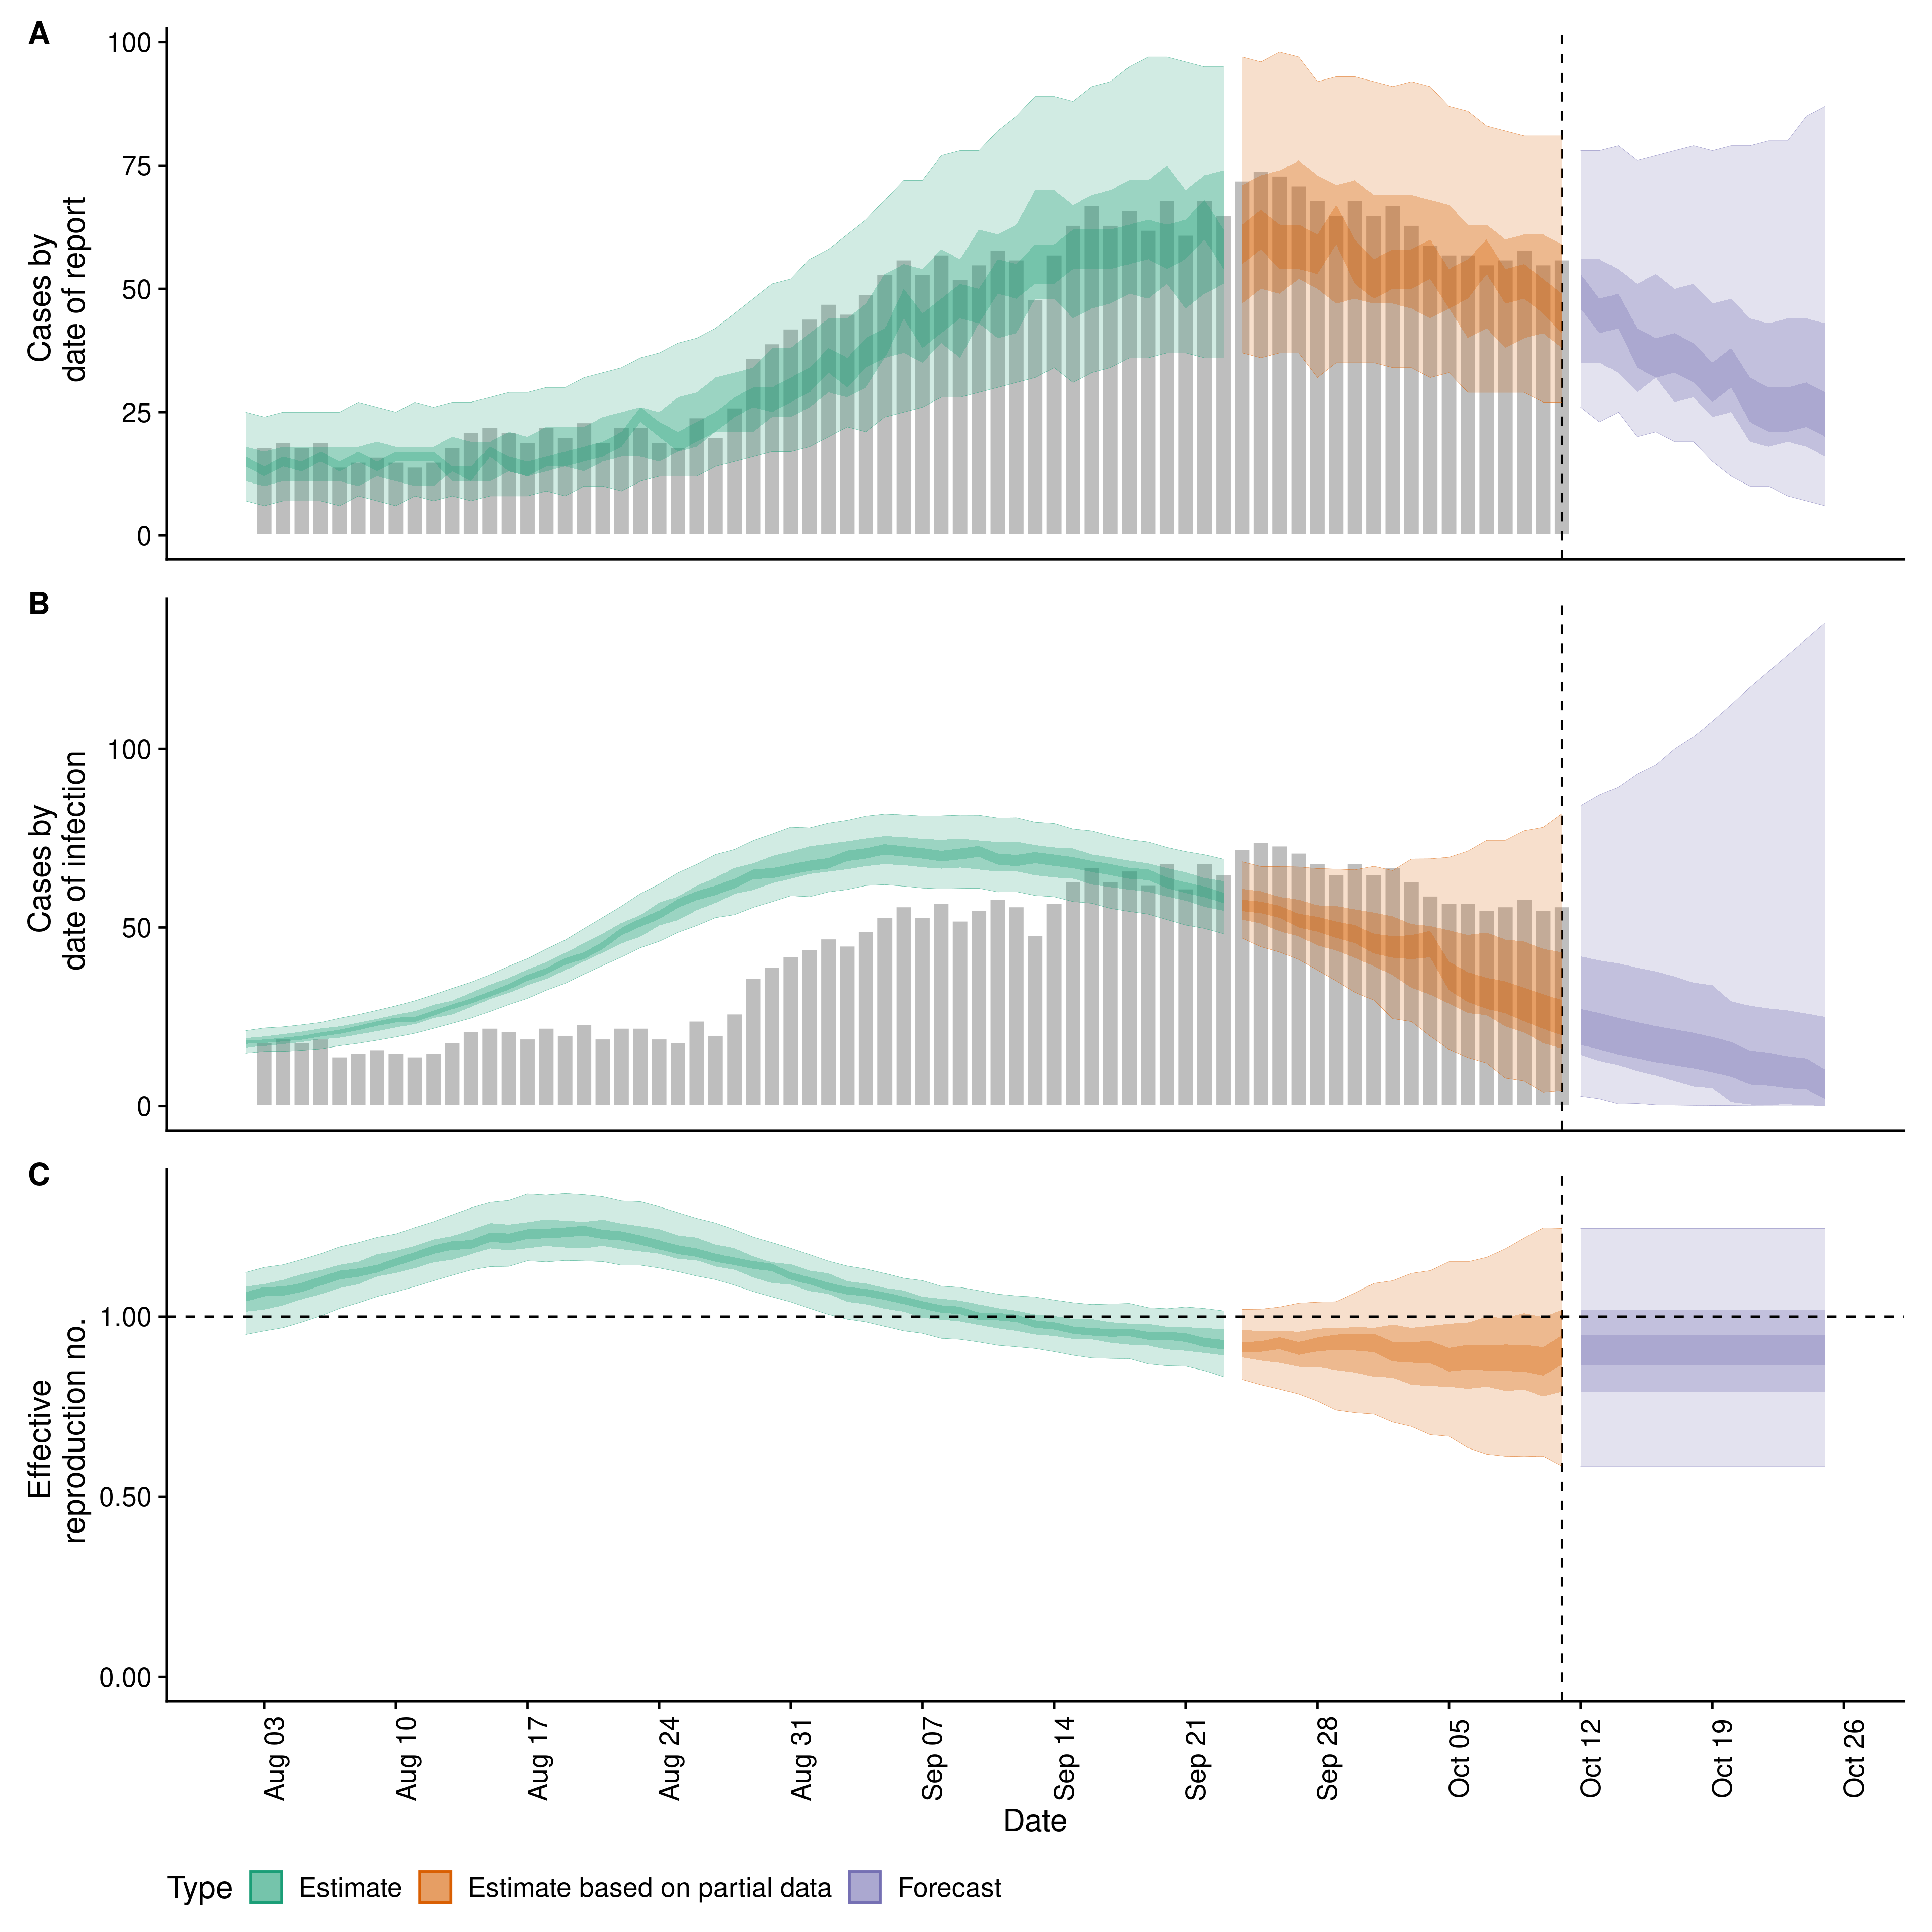 A
100
75
50
25
0
Cases by
date of report
B
100
50
0
Cases by
date of infection
C
1.00
0.50
0.00
Effective
reproduction no.
Aug 03
Aug 10
Aug 17
Aug 24
Aug 31
Sep 07
Sep 14
Sep 21
Sep 28
Oct 05
Oct 12
Oct 19
Oct 26
Date
Type Estimate Estimate based on partial data Forecast